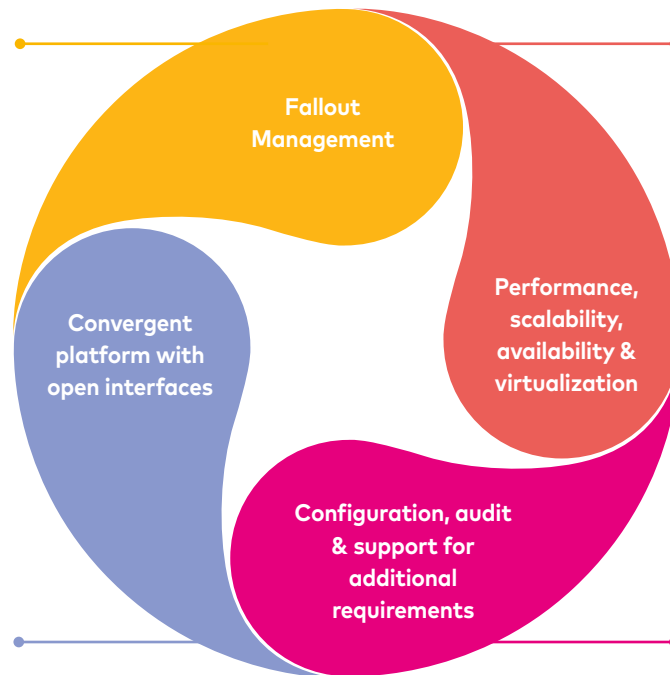 Fallout
Management
Performance,
scalability,
availability &
virtualization
Convergent
platform with
open interfaces
Configuration, audit
& support for
additional
requirements